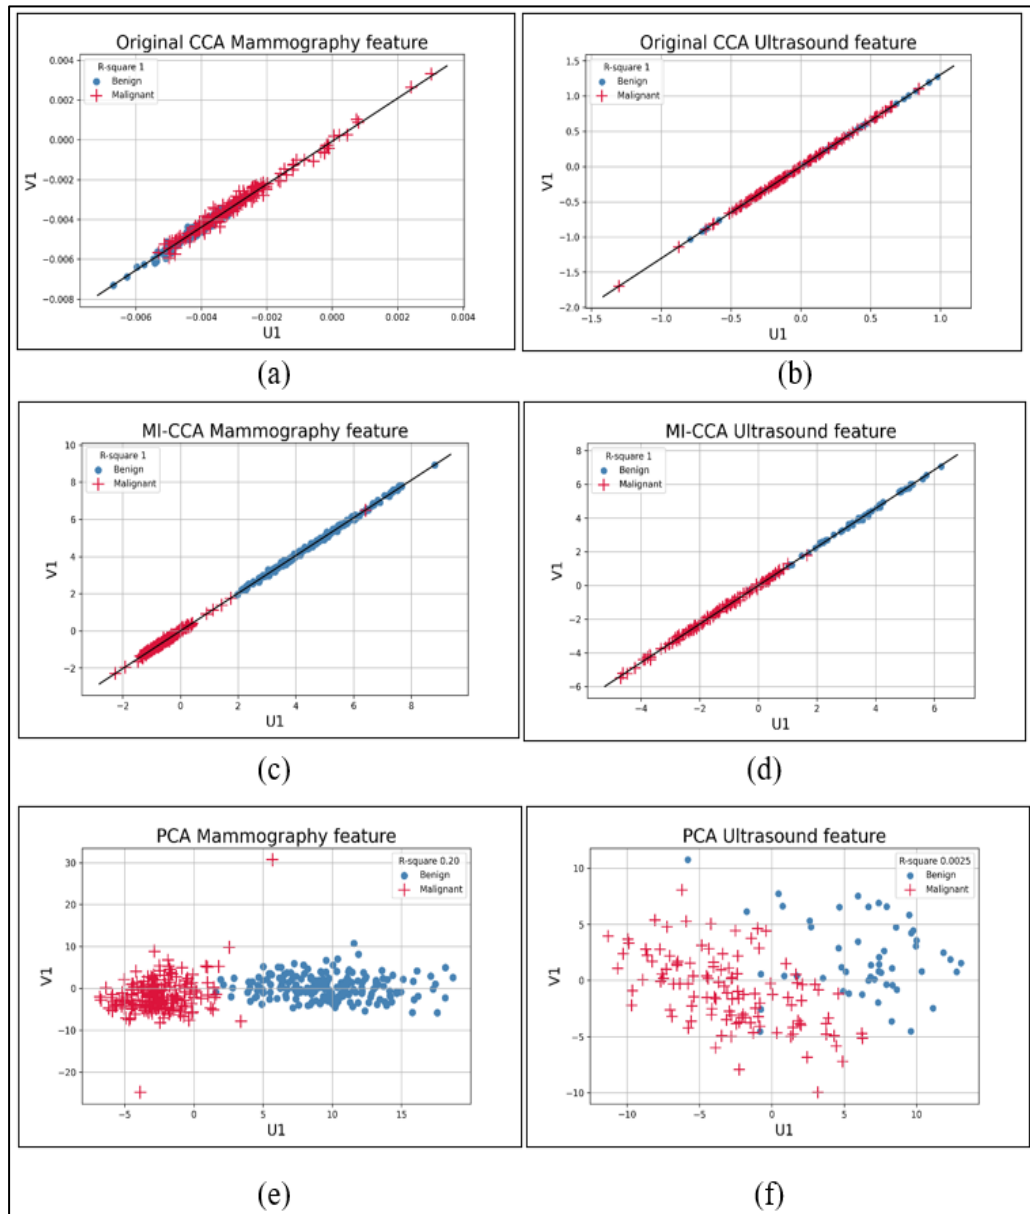 Original CCA Mammography feature
R-square 1
Benign
Malignant
0.004
0.002
0.000
−0.002
−0.004
−0.006
−0.008
V1
−0.006
−0.004
−0.002
0.000
0.002
0.004
U1
(a)
Original CCA Ultrasound feature
R-square 1
Benign
Malignant
1.5
1.0
0.5
0.0
−0.5
−1.0
−1.5
−2.0
V1
−1.5
−1.0
−0.5
0.0
0.5
1.0
U1
(b)
MI-CCA Mammography feature
R-square 1
Benign
Malignant
10
8
6
4
2
0
−2
V1
−2
0
2
4
6
8
U1
(c)
MI-CCA Ultrasound feature
R-square 1
Benign
Malignant
8
6
4
2
0
−2
−4
−6
V1
−4
−2
0
2
4
6
U1
(d)
PCA Mammography feature
R-square 0.20
Benign
Malignant
30
20
10
0
−10
−20
V1
−5
0
5
10
15
U1
(e)
PCA Ultrasound feature
R-square 0.0025
Benign
Malignant
10
5
0
−5
−10
V1
−10
−5
0
5
10
U1
(f)